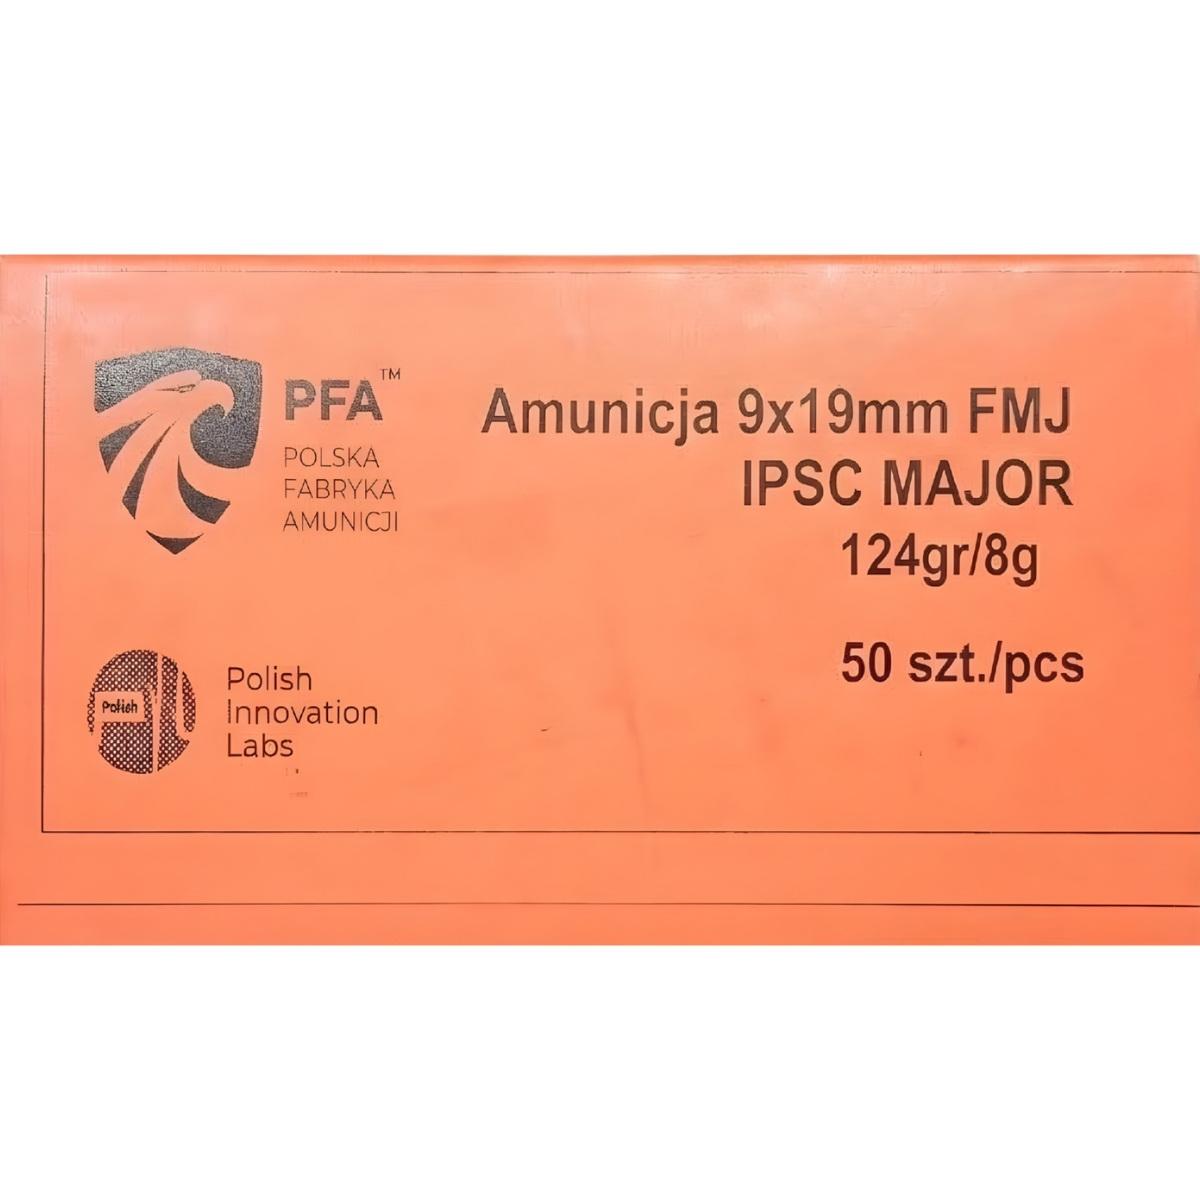 PFA™
POLSKA
FABRYKA
AMUNICJI
Amunicja 9x19mm FMJ
IPSC MAJOR
124gr/8g
50 szt./pcs
Polish
Polish
Innovation
Labs